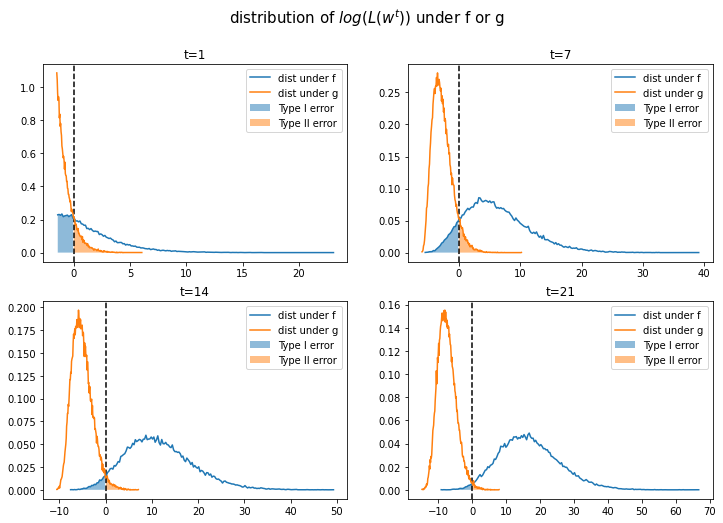 distribution of log(L(w^t)) under f or g
t=1
1.0
0.8
0.6
0.4
0.2
0.0
0 5 10 15 20
dist under f
dist under g
Type I error
Type II error
t=7
0.25
0.20
0.15
0.10
0.05
0.00
0 10 20 30 40
dist under f
dist under g
Type I error
Type II error
t=14
0.200
0.175
0.150
0.125
0.100
0.075
0.050
0.025
0.000
−10 0 10 20 30 40 50
dist under f
dist under g
Type I error
Type II error
t=21
0.16
0.14
0.12
0.10
0.08
0.06
0.04
0.02
0.00
−10 0 10 20 30 40 50 60 70
dist under f
dist under g
Type I error
Type II error